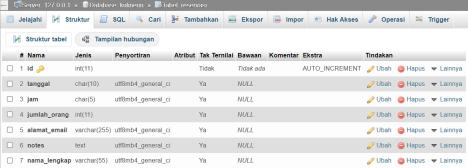 Server: 127.0.0.1 » Database: kulinerin » Tabel: reservasi
Jelajahi Struktur SQL Cari Tambahkan Ekspor Impor Hak Akses Operasi Trigger
Struktur tabel Tampilan hubungan
# Nama Jenis Penyortiran Atribut Tak Ternilai Bawaan Komentar Ekstra Tindakan
1 id int(11) Tidak Tidak ada AUTO_INCREMENT Ubah Hapus Lainnya
2 tanggal char(10) utf8mb4_general_ci Ya NULL Ubah Hapus Lainnya
3 jam char(5) utf8mb4_general_ci Ya NULL Ubah Hapus Lainnya
4 jumlah_orang int(11) Ya NULL Ubah Hapus Lainnya
5 alamat_email varchar(255) utf8mb4_general_ci Ya NULL Ubah Hapus Lainnya
6 notes text utf8mb4_general_ci Ya NULL Ubah Hapus Lainnya
7 nama_lengkap varchar(55) utf8mb4_general_ci Ya NULL Ubah Hapus Lainnya